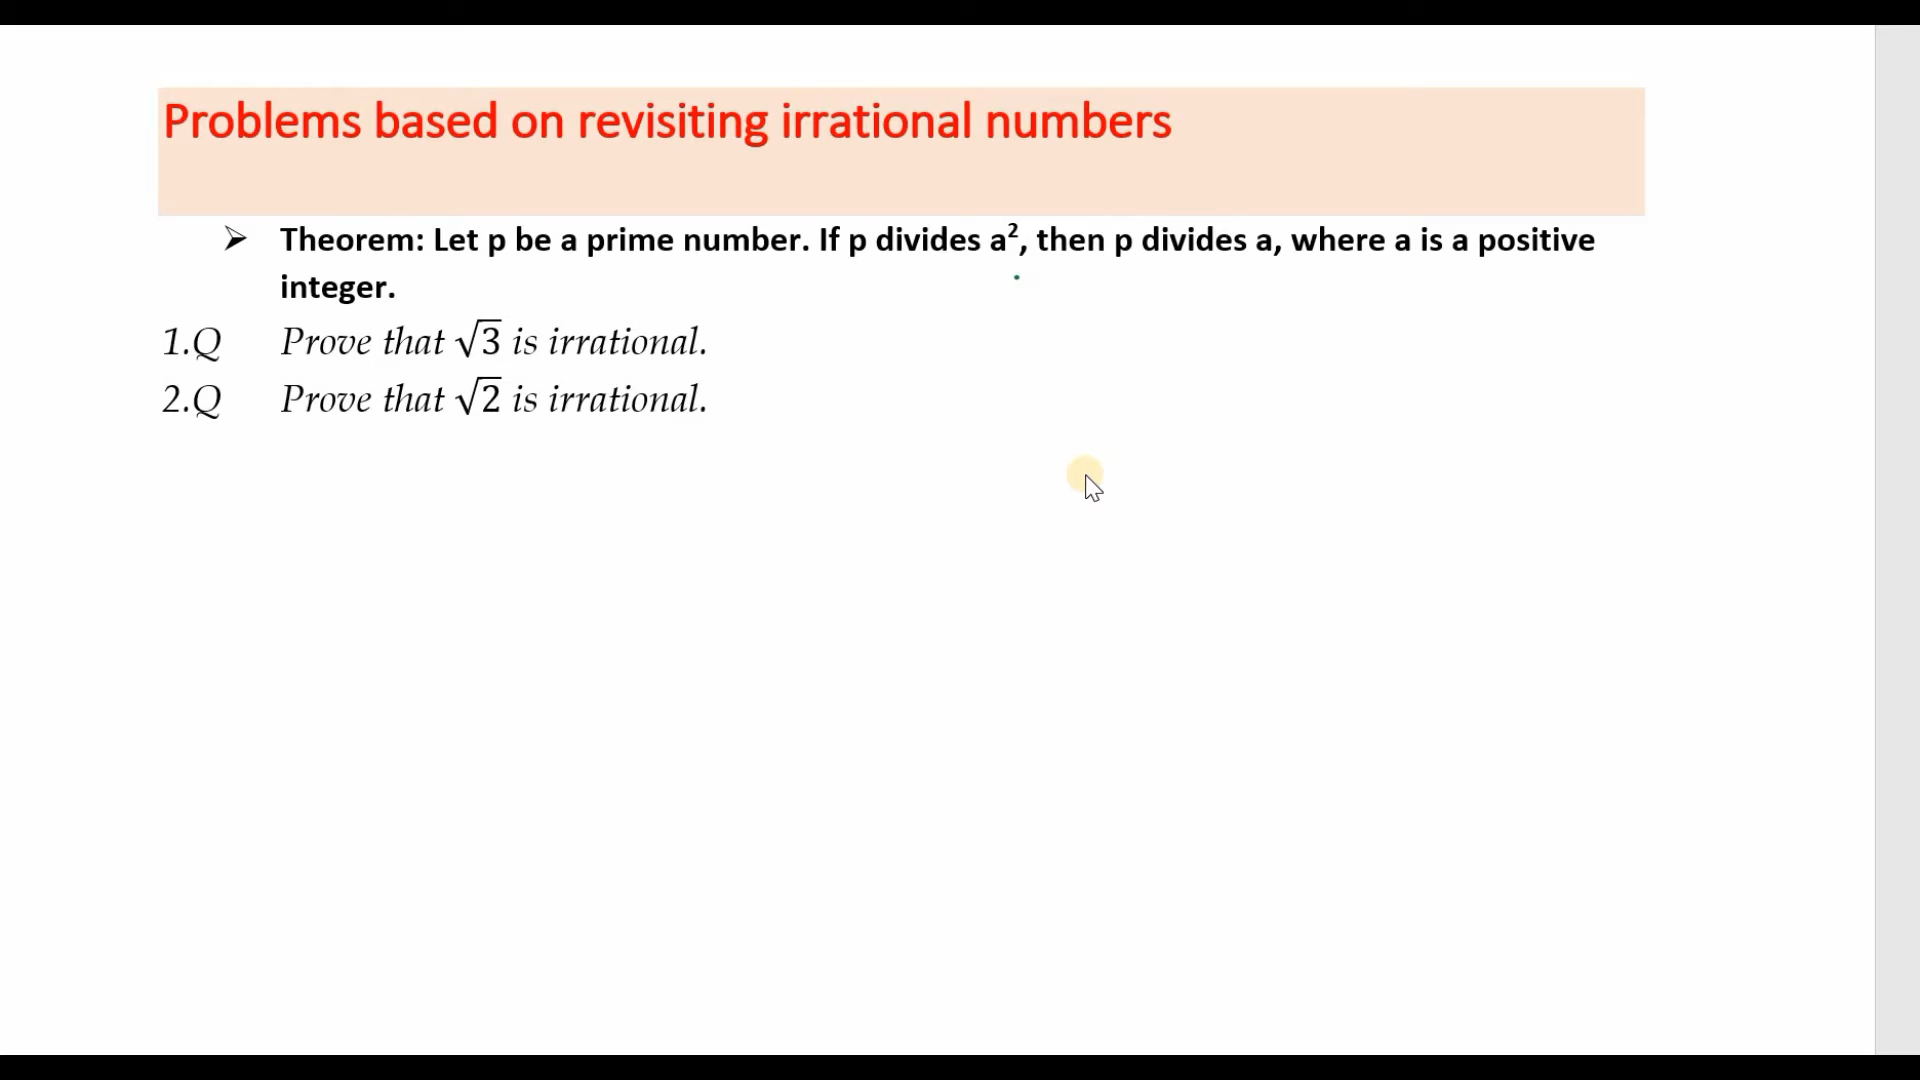 Problems based on revisiting irrational numbers
➢ Theorem: Let p be a prime number. If p divides a², then p divides a, where a is a positive
integer.
1.Q Prove that √3 is irrational.
2.Q Prove that √2 is irrational.